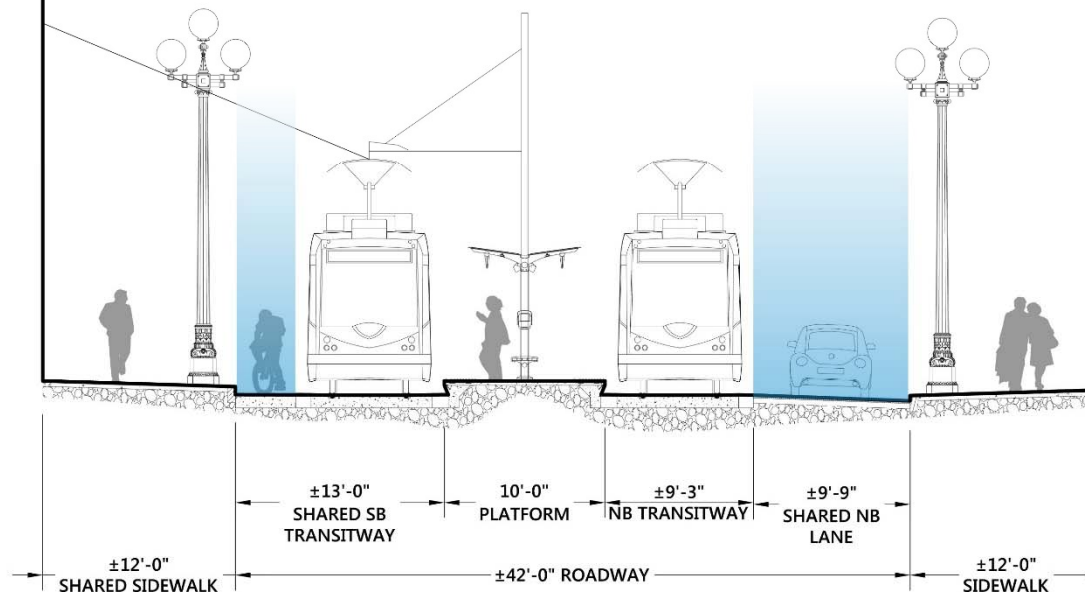 ±13'-0"
SHARED SB
TRANSITWAY
10'-0"
PLATFORM
±9'-3"
NB TRANSITWAY
±9'-9"
SHARED NB
LANE
±12'-0"
SHARED SIDEWALK
±42'-0" ROADWAY
±12'-0"
SIDEWALK